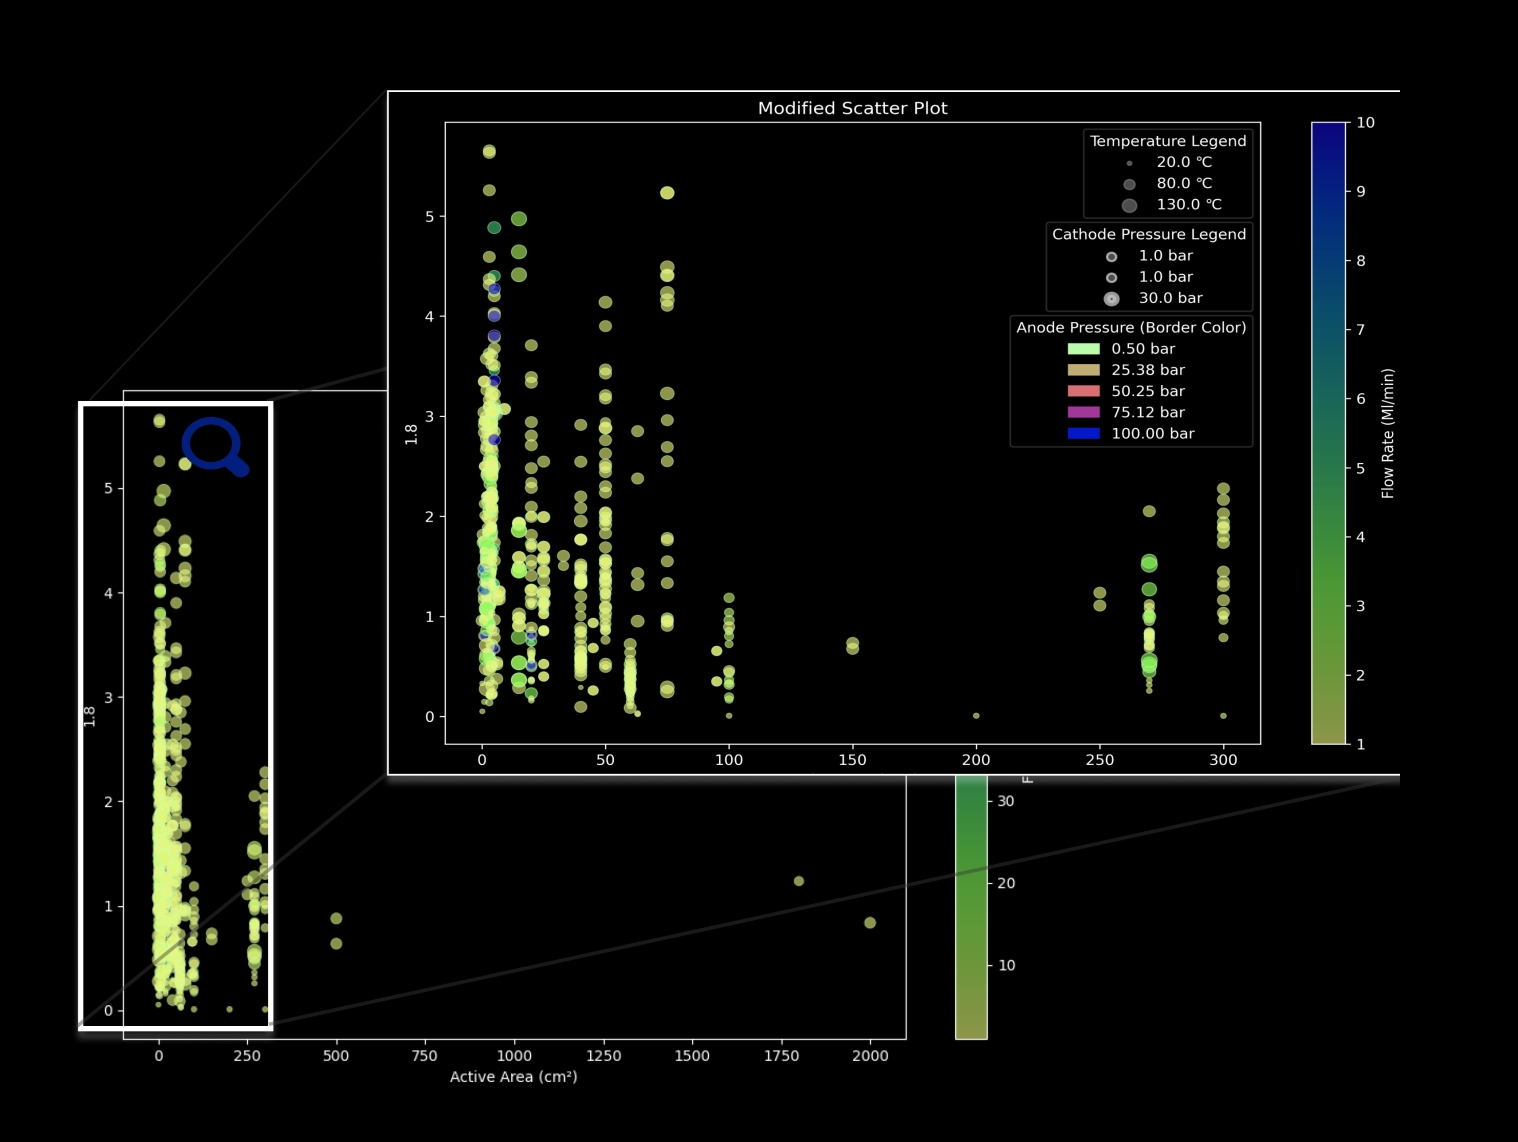 Modified Scatter Plot
Temperature Legend
20.0 °C
80.0 °C
130.0 °C
Cathode Pressure Legend
1.0 bar
1.0 bar
30.0 bar
Anode Pressure (Border Color)
0.50 bar
25.38 bar
50.25 bar
75.12 bar
100.00 bar
5
4
3
2
1
0
1.8
0 50 100 150 200 250 300
10
9
8
7
6
5
4
3
2
1
Flow Rate (Ml/min)
5
4
3
2
1
0
1.8
0 250 500 750 1000 1250 1500 1750 2000
Active Area (cm²)
F
30
20
10